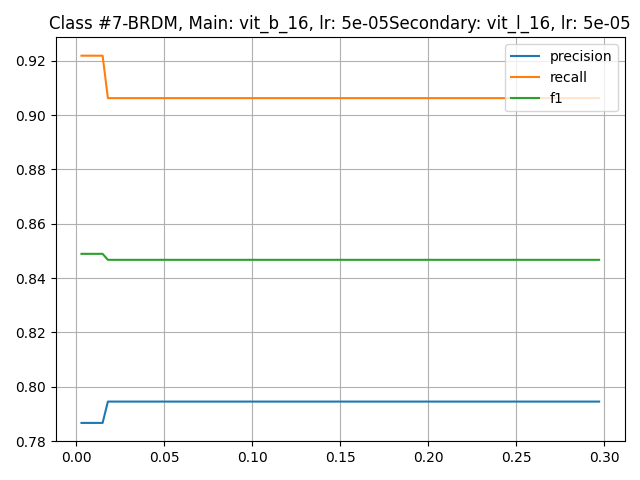 Class #7-BRDM, Main: vit_b_16, lr: 5e-05Secondary: vit_l_16, lr: 5e-05
precision
recall
f1
0.92
0.90
0.88
0.86
0.84
0.82
0.80
0.78
0.00 0.05 0.10 0.15 0.20 0.25 0.30